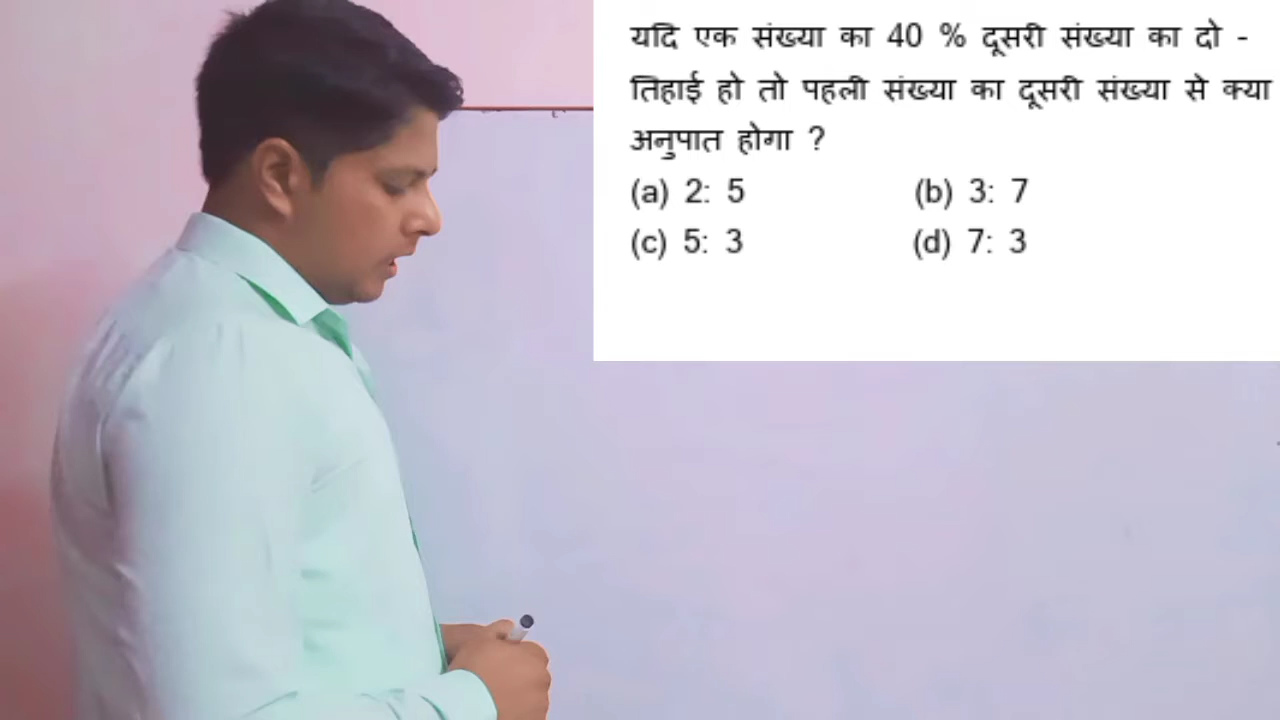 यदि एक संख्या का 40 % दूसरी संख्या का दो -
तिहाई हो तो पहली संख्या का दूसरी संख्या से क्या
अनुपात होगा ?
(a) 2: 5 (b) 3: 7
(c) 5: 3 (d) 7: 3